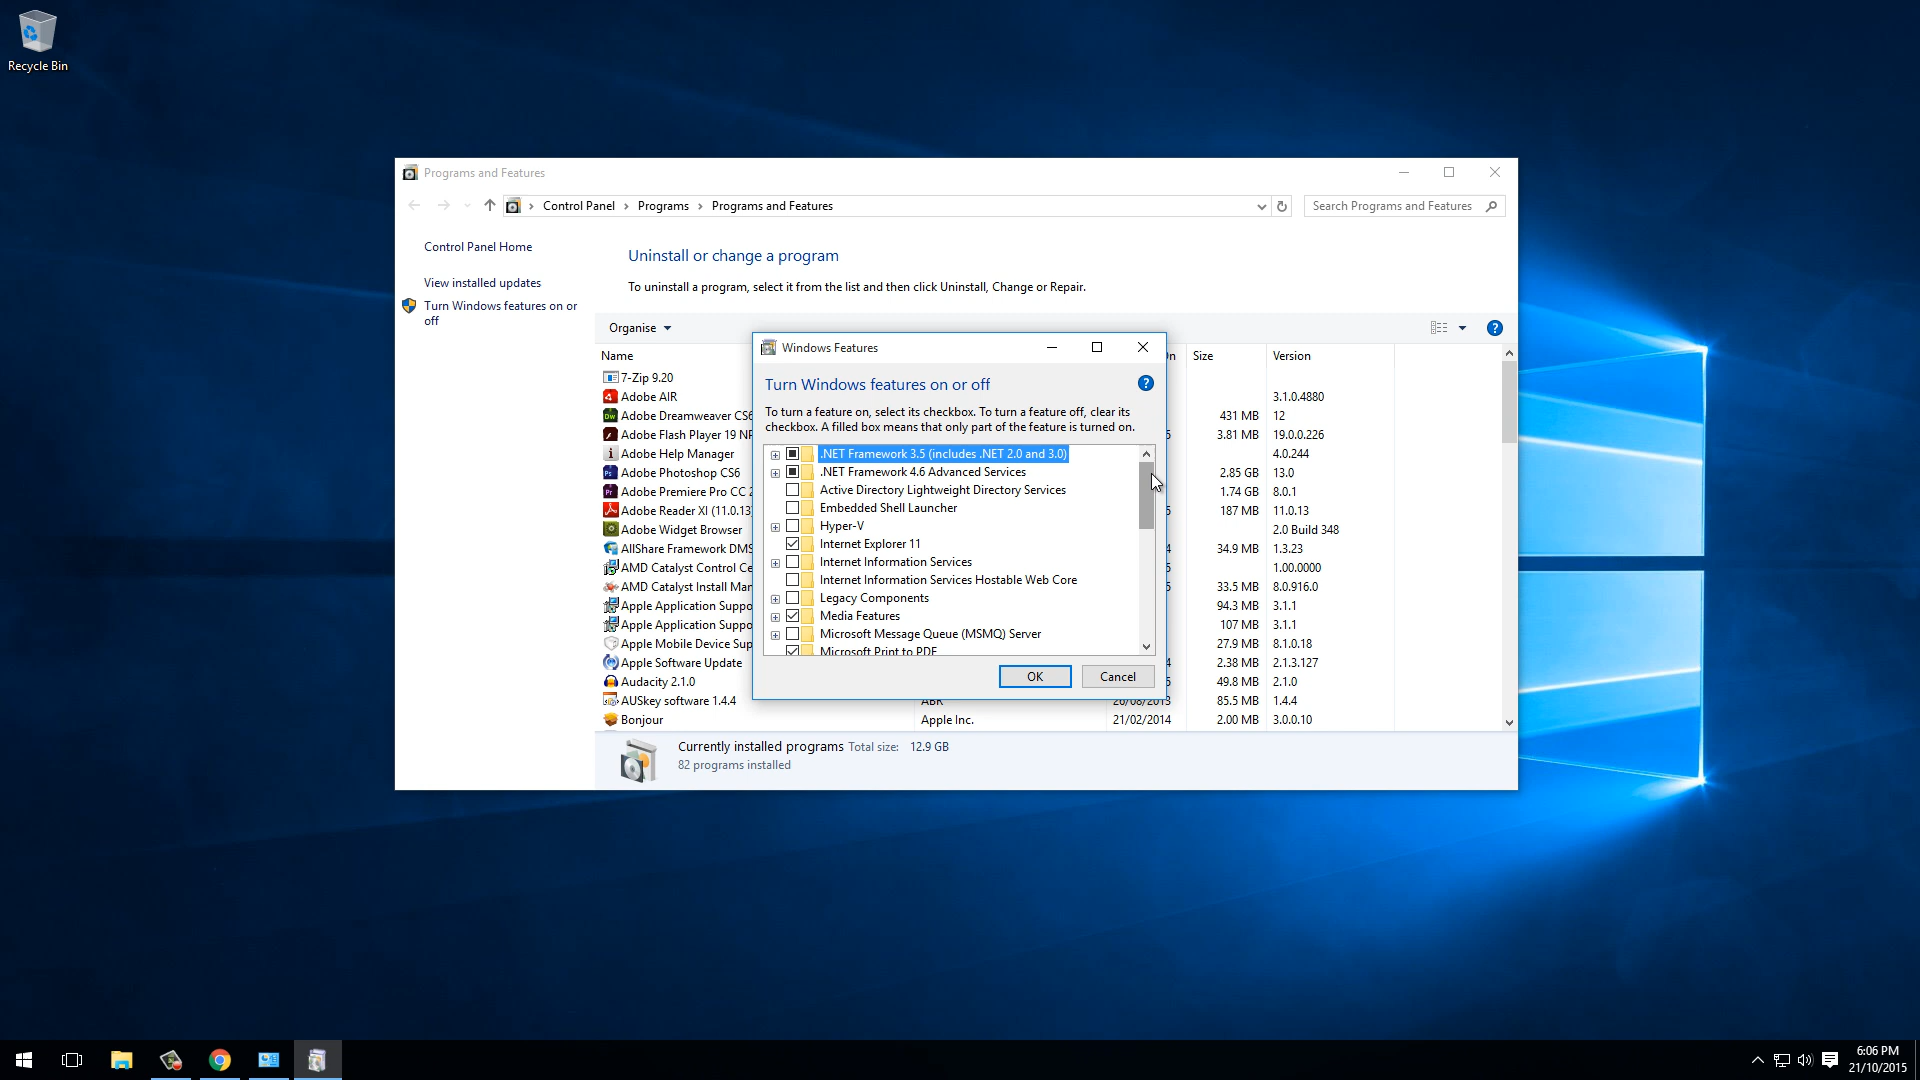 Recycle Bin
Programs and Features
Control Panel
Programs
Programs and Features
Search Programs and Features
Control Panel Home
View installed updates
Turn Windows features on or
off
Uninstall or change a program
To uninstall a program, select it from the list and then click Uninstall, Change or Repair.
Organise
Name
Size
Version
7-Zip 9.20
Adobe AIR 3.1.0.4880
Adobe Dreamweaver CS6 431 MB 12
Adobe Flash Player 19 NP 3.81 MB 19.0.0.226
Adobe Help Manager 4.0.244
Adobe Photoshop CS6 2.85 GB 13.0
Adobe Premiere Pro CC 2 1.74 GB 8.0.1
Adobe Reader XI (11.0.13) 187 MB 11.0.13
Adobe Widget Browser 2.0 Build 348
AllShare Framework DMS 34.9 MB 1.3.23
AMD Catalyst Control Ce 1.00.0000
AMD Catalyst Install Man 33.5 MB 8.0.916.0
Apple Application Suppo 94.3 MB 3.1.1
Apple Application Suppo 107 MB 3.1.1
Apple Mobile Device Sup 27.9 MB 8.1.0.18
Apple Software Update 2.38 MB 2.1.3.127
Audacity 2.1.0 49.8 MB 2.1.0
AUSkey software 1.4.4 ABR 20/08/2013 85.5 MB 1.4.4
Bonjour Apple Inc. 21/02/2014 2.00 MB 3.0.0.10
Currently installed programs Total size: 12.9 GB
82 programs installed
Windows Features
Turn Windows features on or off
To turn a feature on, select its checkbox. To turn a feature off, clear its
checkbox. A filled box means that only part of the feature is turned on.
.NET Framework 3.5 (includes .NET 2.0 and 3.0)
.NET Framework 4.6 Advanced Services
Active Directory Lightweight Directory Services
Embedded Shell Launcher
Hyper-V
Internet Explorer 11
Internet Information Services
Internet Information Services Hostable Web Core
Legacy Components
Media Features
Microsoft Message Queue (MSMQ) Server
Microsoft Print to PDF
OK
Cancel
6:06 PM
21/10/2015